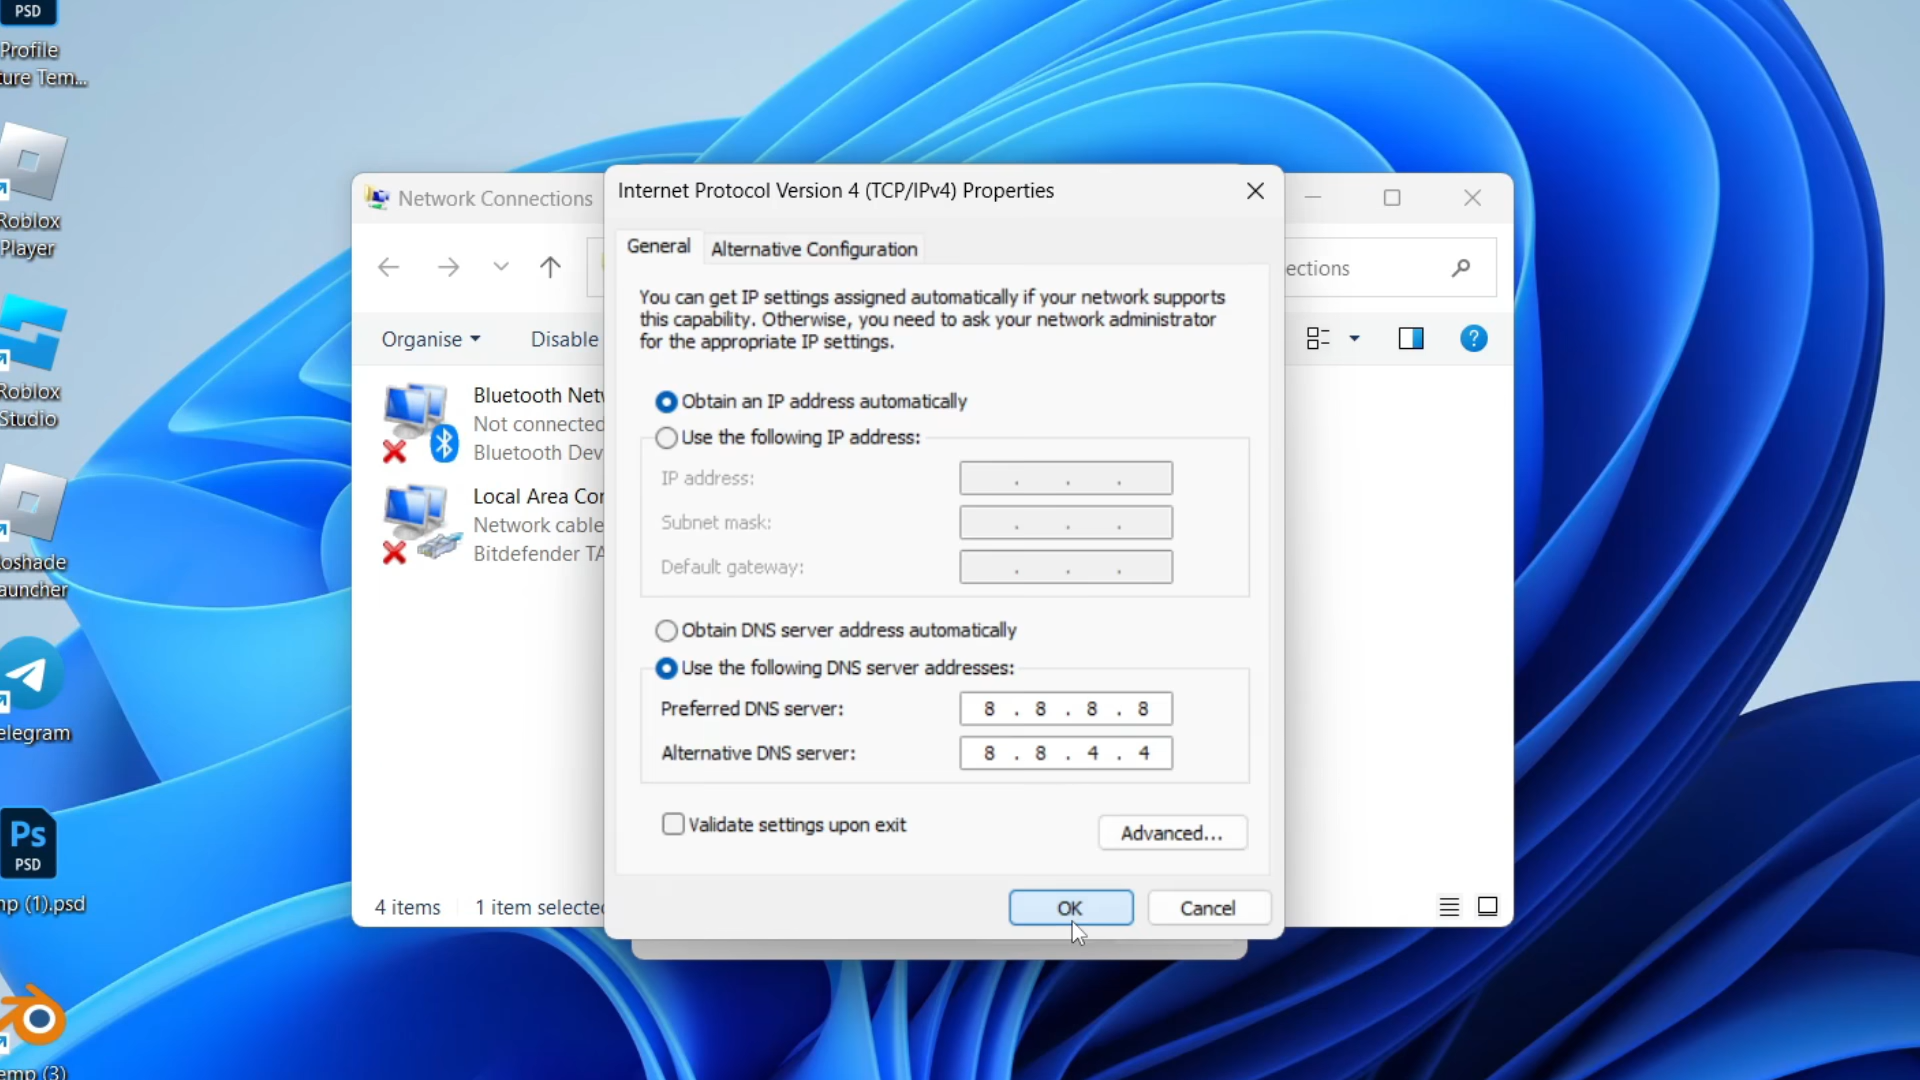 PSD
Profile
ture Tem...
Roblox
Player
Roblox
Studio
oshade
auncher
elegram
Ps
PSD
mp (1).psd
emp (3)
Network Connections
ections
Organise
Disable
?
Bluetooth Net
Not connected
Bluetooth Dev
Local Area Co
Network cable
Bitdefender TA
4 items
1 item selected
Internet Protocol Version 4 (TCP/IPv4) Properties
General
Alternative Configuration
You can get IP settings assigned automatically if your network supports
this capability. Otherwise, you need to ask your network administrator
for the appropriate IP settings.
Obtain an IP address automatically
Use the following IP address:
IP address:
. . .
Subnet mask:
. . .
Default gateway:
. . .
Obtain DNS server address automatically
Use the following DNS server addresses:
Preferred DNS server:
8 . 8 . 8 . 8
Alternative DNS server:
8 . 8 . 4 . 4
Validate settings upon exit
Advanced...
OK
Cancel